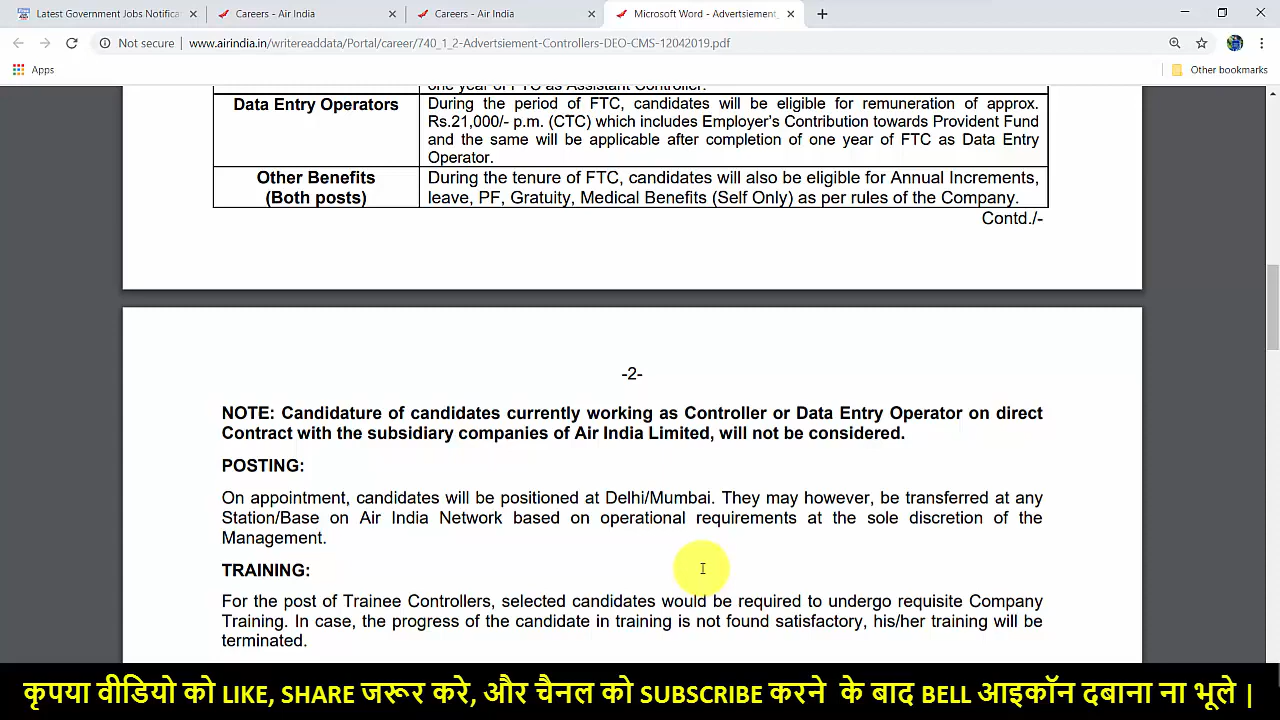 Latest Government Jobs Notifica
Careers - Air India
Careers - Air India
Microsoft Word - Advertsiement_
Not secure | www.airindia.in/writereaddata/Portal/career/740_1_2-Advertsiement-Controllers-DEO-CMS-12042019.pdf
Apps
Other bookmarks
one year of FTC as Assistant Controller.
Data Entry Operators
During the period of FTC, candidates will be eligible for remuneration of approx.
Rs.21,000/- p.m. (CTC) which includes Employer's Contribution towards Provident Fund
and the same will be applicable after completion of one year of FTC as Data Entry
Operator.
Other Benefits
(Both posts)
During the tenure of FTC, candidates will also be eligible for Annual Increments,
leave, PF, Gratuity, Medical Benefits (Self Only) as per rules of the Company.
Contd./-
-2-
NOTE: Candidature of candidates currently working as Controller or Data Entry Operator on direct
Contract with the subsidiary companies of Air India Limited, will not be considered.
POSTING:
On appointment, candidates will be positioned at Delhi/Mumbai. They may however, be transferred at any
Station/Base on Air India Network based on operational requirements at the sole discretion of the
Management.
TRAINING:
For the post of Trainee Controllers, selected candidates would be required to undergo requisite Company
Training. In case, the progress of the candidate in training is not found satisfactory, his/her training will be
terminated.
कृपया वीडियो को LIKE, SHARE जरूर करे, और चैनल को SUBSCRIBE करने के बाद BELL आइकॉन दबाना ना भूले |